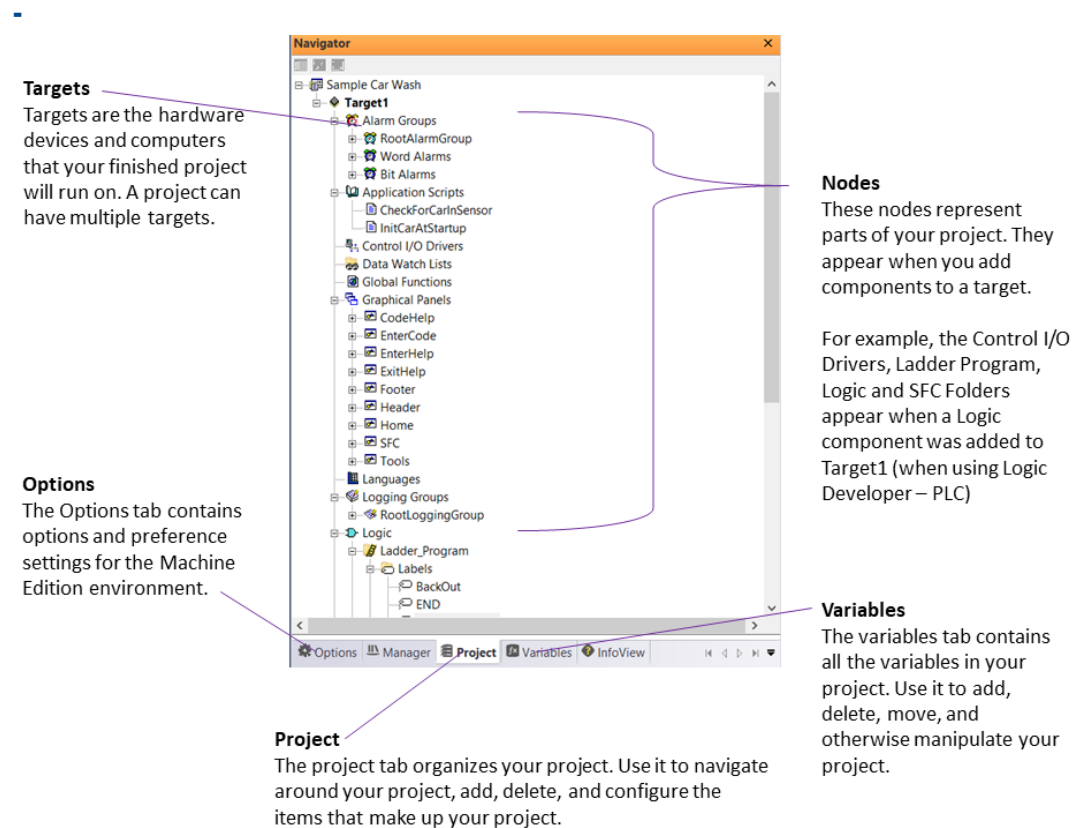 -
Navigator
Targets
Targets are the hardware
devices and computers
that your finished project
will run on. A project can
have multiple targets.
Sample Car Wash
Target1
Alarm Groups
RootAlarmGroup
Word Alarms
Bit Alarms
Application Scripts
CheckForCarInSensor
InitCarAtStartup
Control I/O Drivers
Data Watch Lists
Global Functions
Graphical Panels
CodeHelp
EnterCode
EnterHelp
ExitHelp
Footer
Header
Home
SFC
Tools
Languages
Logging Groups
RootLoggingGroup
Logic
Ladder_Program
Labels
BackOut
END
Nodes
These nodes represent
parts of your project. They
appear when you add
components to a target.
For example, the Control I/O
Drivers, Ladder Program,
Logic and SFC Folders
appear when a Logic
component was added to
Target1 (when using Logic
Developer – PLC)
Options
The Options tab contains
options and preference
settings for the Machine
Edition environment.
Options Manager Project Variables InfoView
Variables
The variables tab contains
all the variables in your
project. Use it to add,
delete, move, and
otherwise manipulate your
project.
Project
The project tab organizes your project. Use it to navigate
around your project, add, delete, and configure the
items that make up your project.